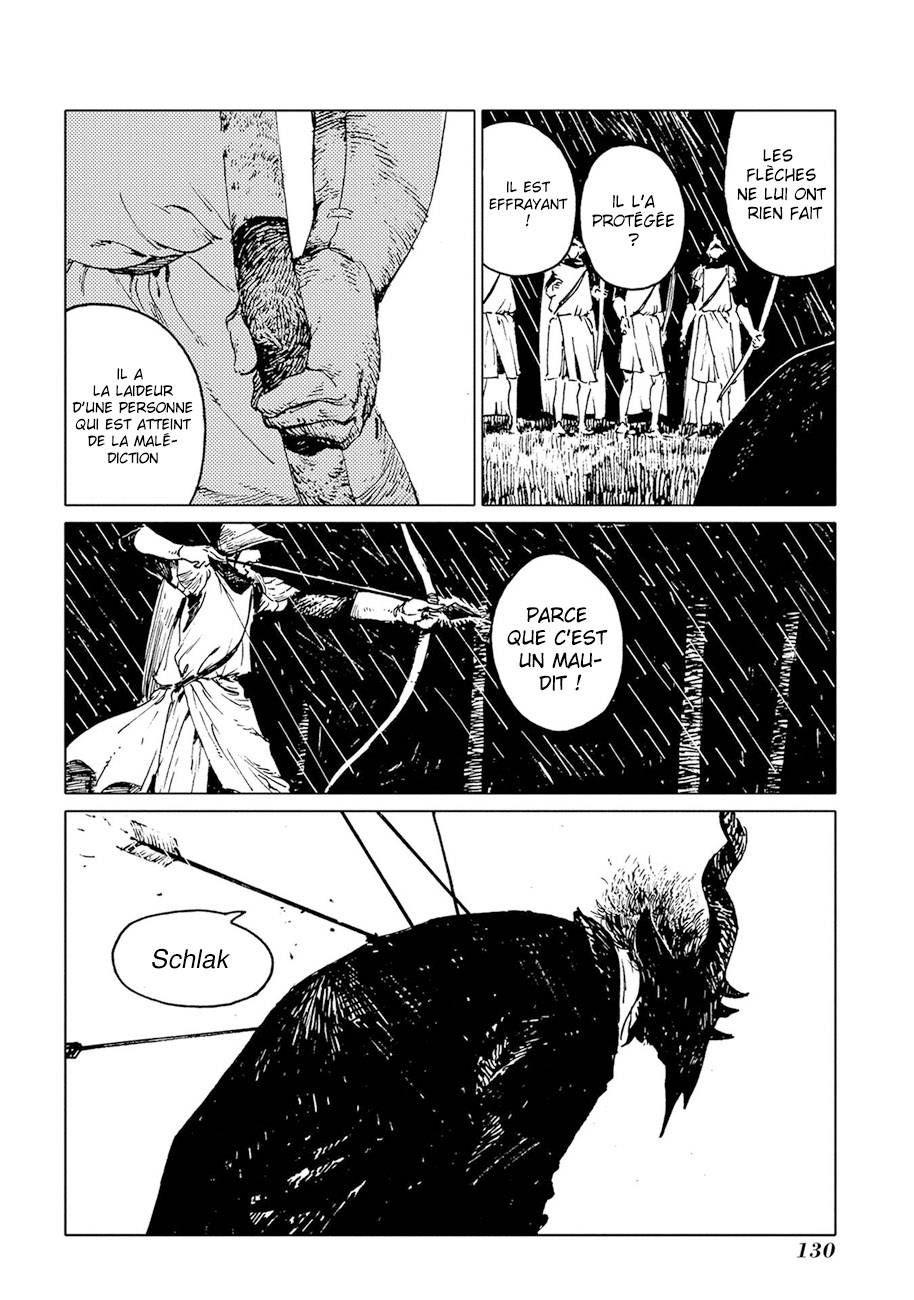 LES
FLÈCHES
NE LUI ONT
RIEN FAIT
IL L'A
PROTÉGÉE
?
IL EST
EFFRAYANT
!
IL A
LA LAIDEUR
D'UNE PERSONNE
QUI EST ATTEINT
DE LA MALÉ-
DICTION
PARCE
QUE C'EST
UN MAU-
DIT !
Schlak
130